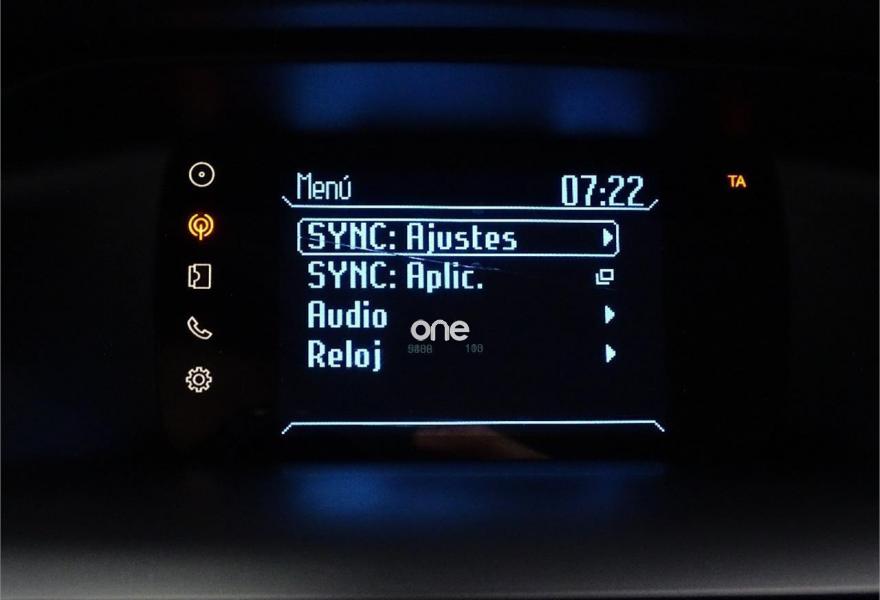 Menú 07:22
TA
SYNC: Ajustes
SYNC: Aplic.
Audio
one
Reloj